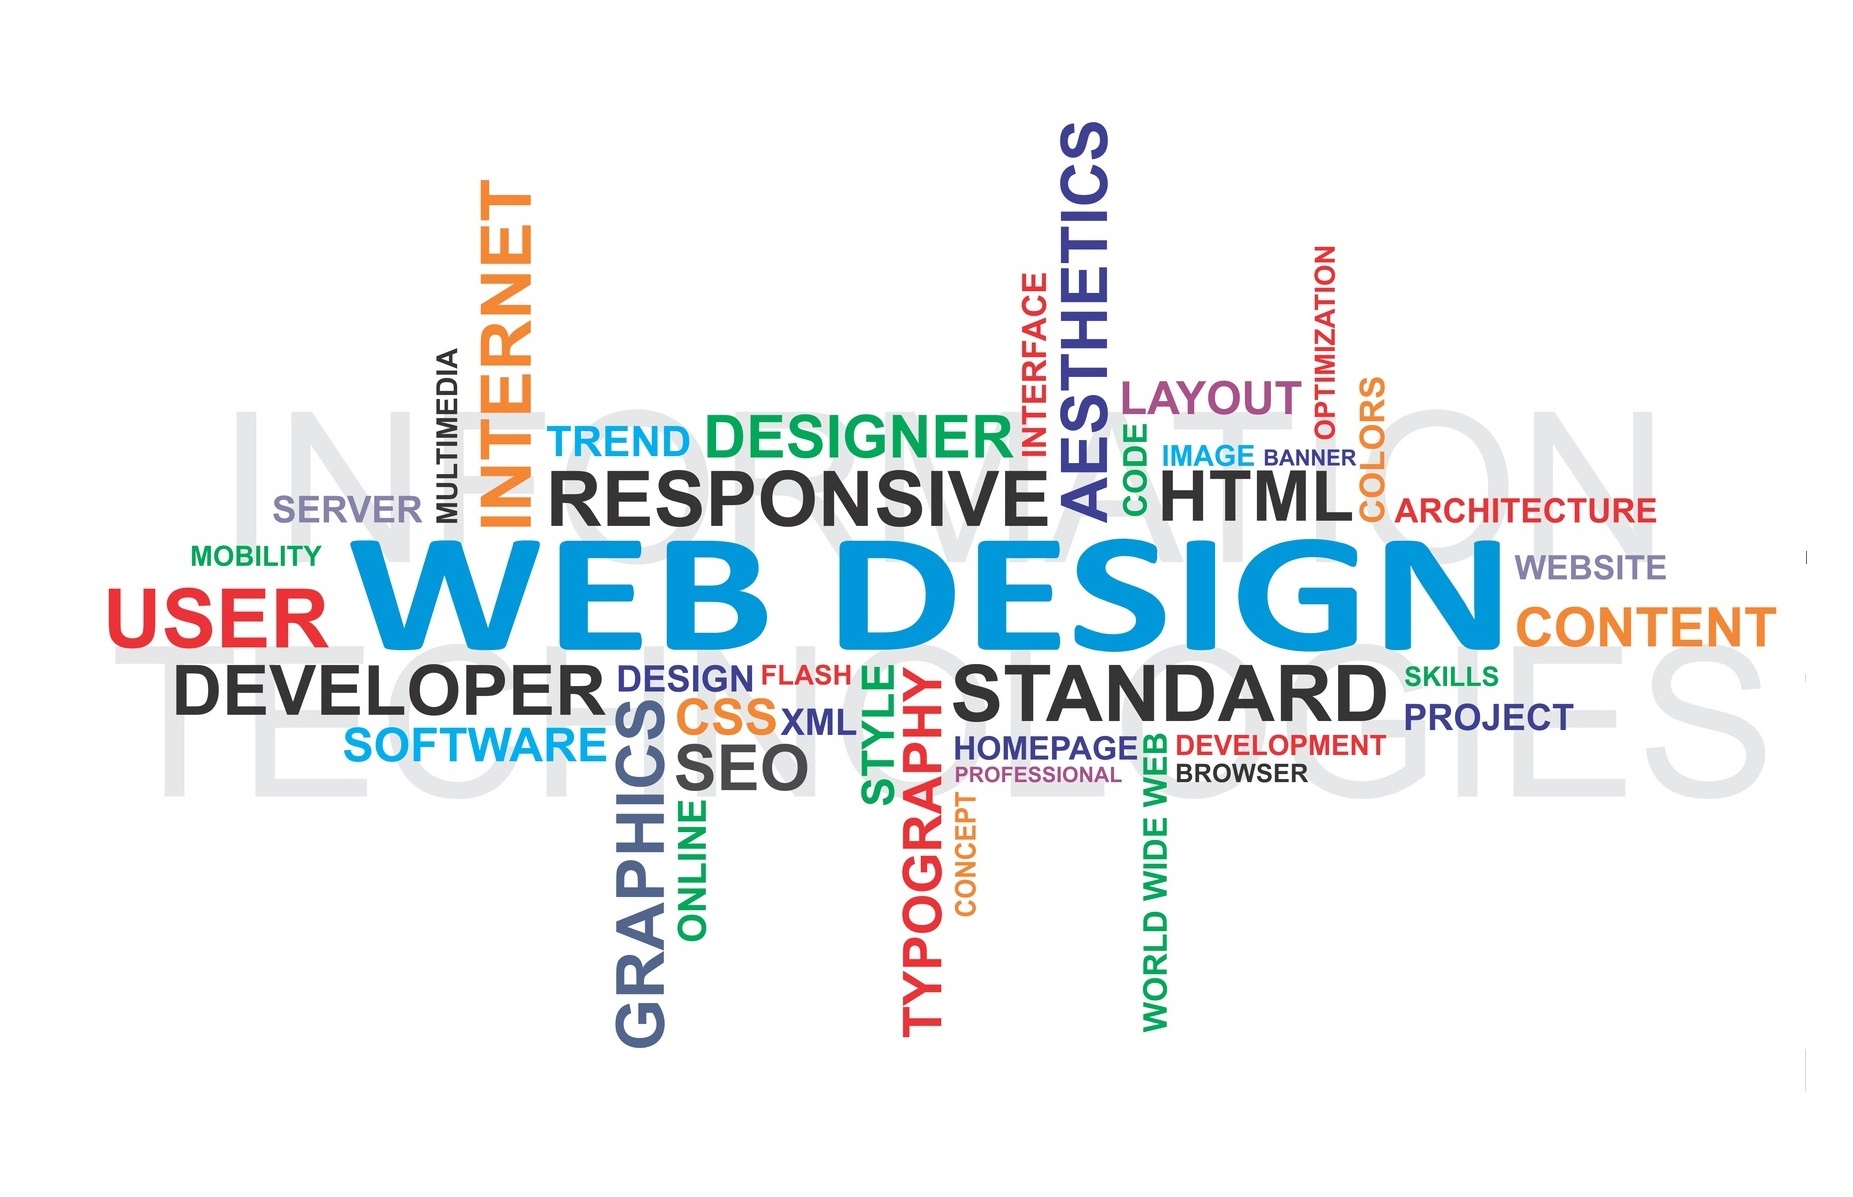 INFORMATION
TECHNOLOGIES
AESTHETICS
INTERNET
OPTIMIZATION
INTERFACE
MULTIMEDIA
COLORS
LAYOUT
TREND
DESIGNER
CODE
IMAGE
BANNER
SERVER
RESPONSIVE
HTML
ARCHITECTURE
MOBILITY
WEB DESIGN
WEBSITE
USER
CONTENT
DEVELOPER
DESIGN
FLASH
STYLE
TYPOGRAPHY
STANDARD
SKILLS
GRAPHICS
CSS
XML
PROJECT
SOFTWARE
SEO
HOMEPAGE
WORLD WIDE WEB
DEVELOPMENT
PROFESSIONAL
BROWSER
ONLINE
CONCEPT